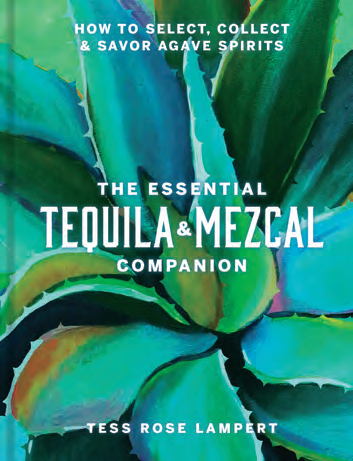 HOW TO SELECT, COLLECT
& SAVOR AGAVE SPIRITS
THE ESSENTIAL
TEQUILA & MEZCAL
COMPANION
TESS ROSE LAMPERT